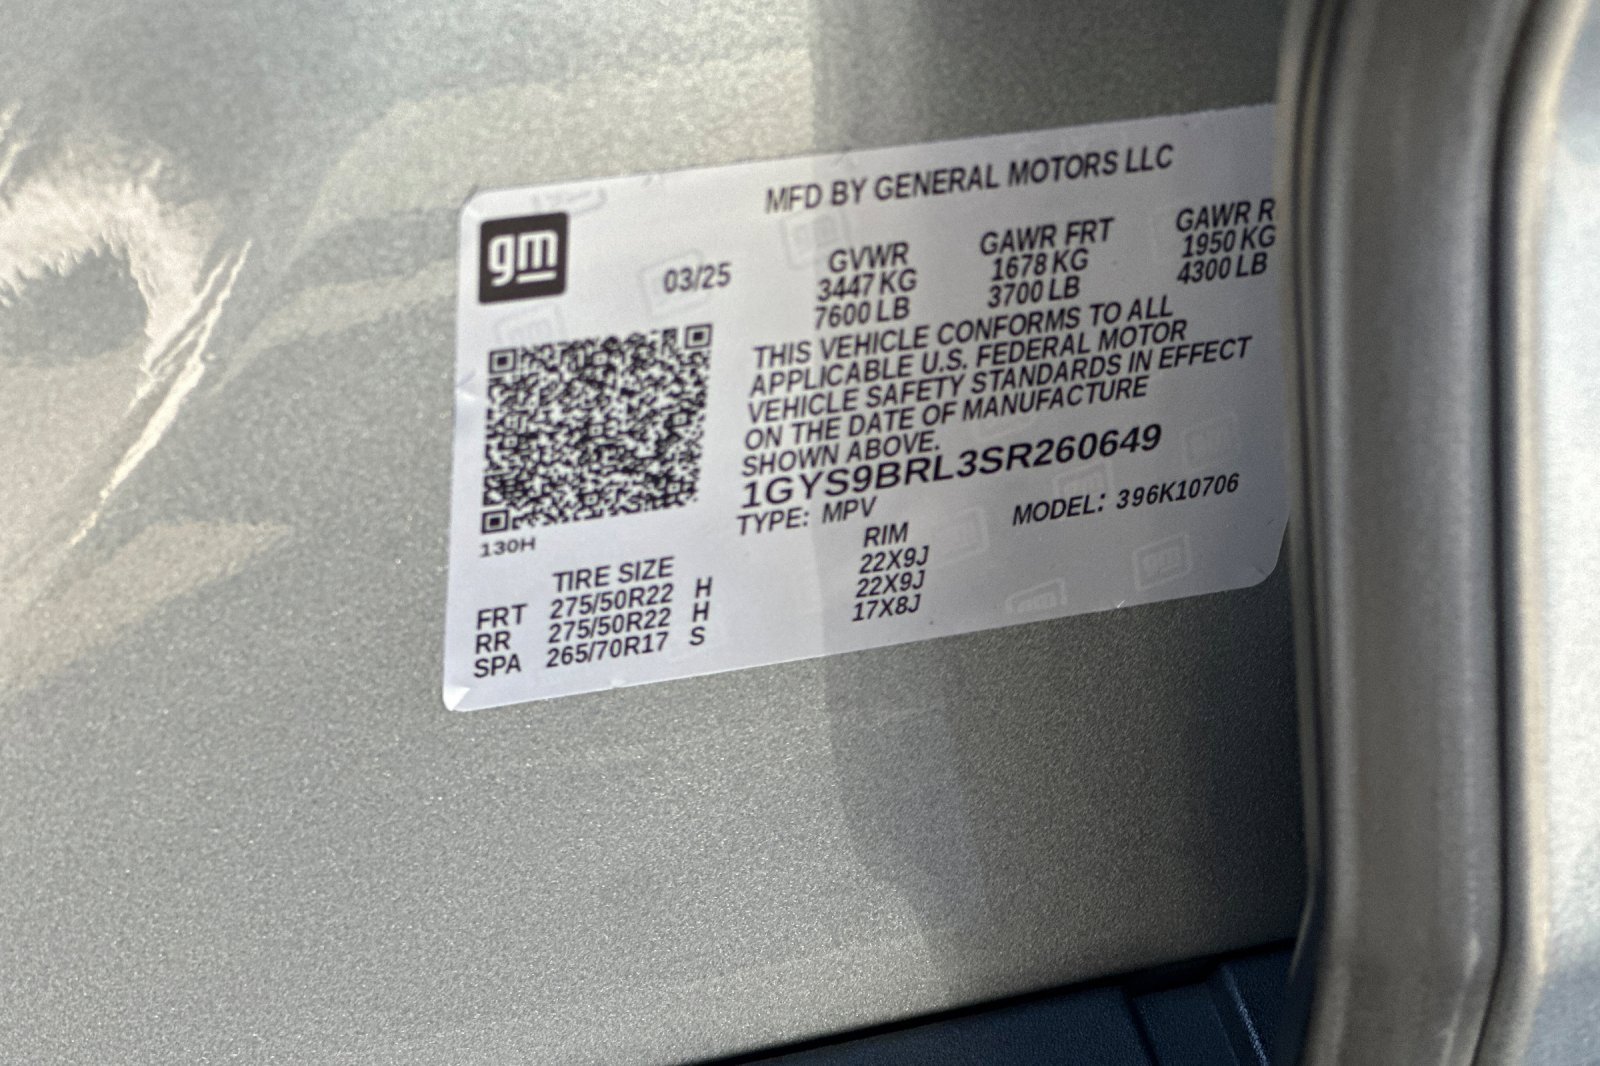 MFD BY GENERAL MOTORS LLC
gm
03/25
GVWR GAWR FRT GAWR R
3447 KG 1678 KG 1950 KG
7600 LB 3700 LB 4300 LB
THIS VEHICLE CONFORMS TO ALL
APPLICABLE U.S. FEDERAL MOTOR
VEHICLE SAFETY STANDARDS IN EFFECT
ON THE DATE OF MANUFACTURE
SHOWN ABOVE.
1GYS9BRL3SR260649
TYPE: MPV MODEL: 396K10706
130H
TIRE SIZE RIM
FRT 275/50R22 H 22X9J
RR 275/50R22 H 22X9J
SPA 265/70R17 S 17X8J